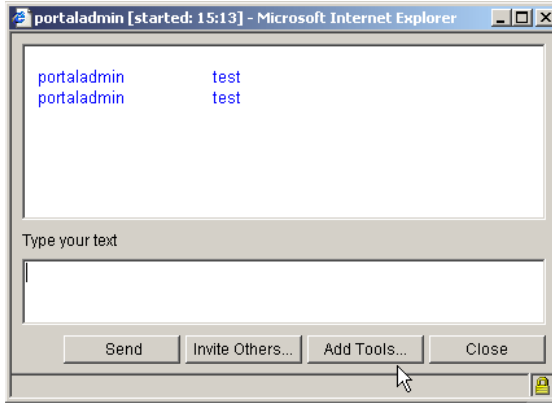 portaladmin [started: 15:13] - Microsoft Internet Explorer
portaladmin test
portaladmin test
Type your text
Send Invite Others... Add Tools... Close